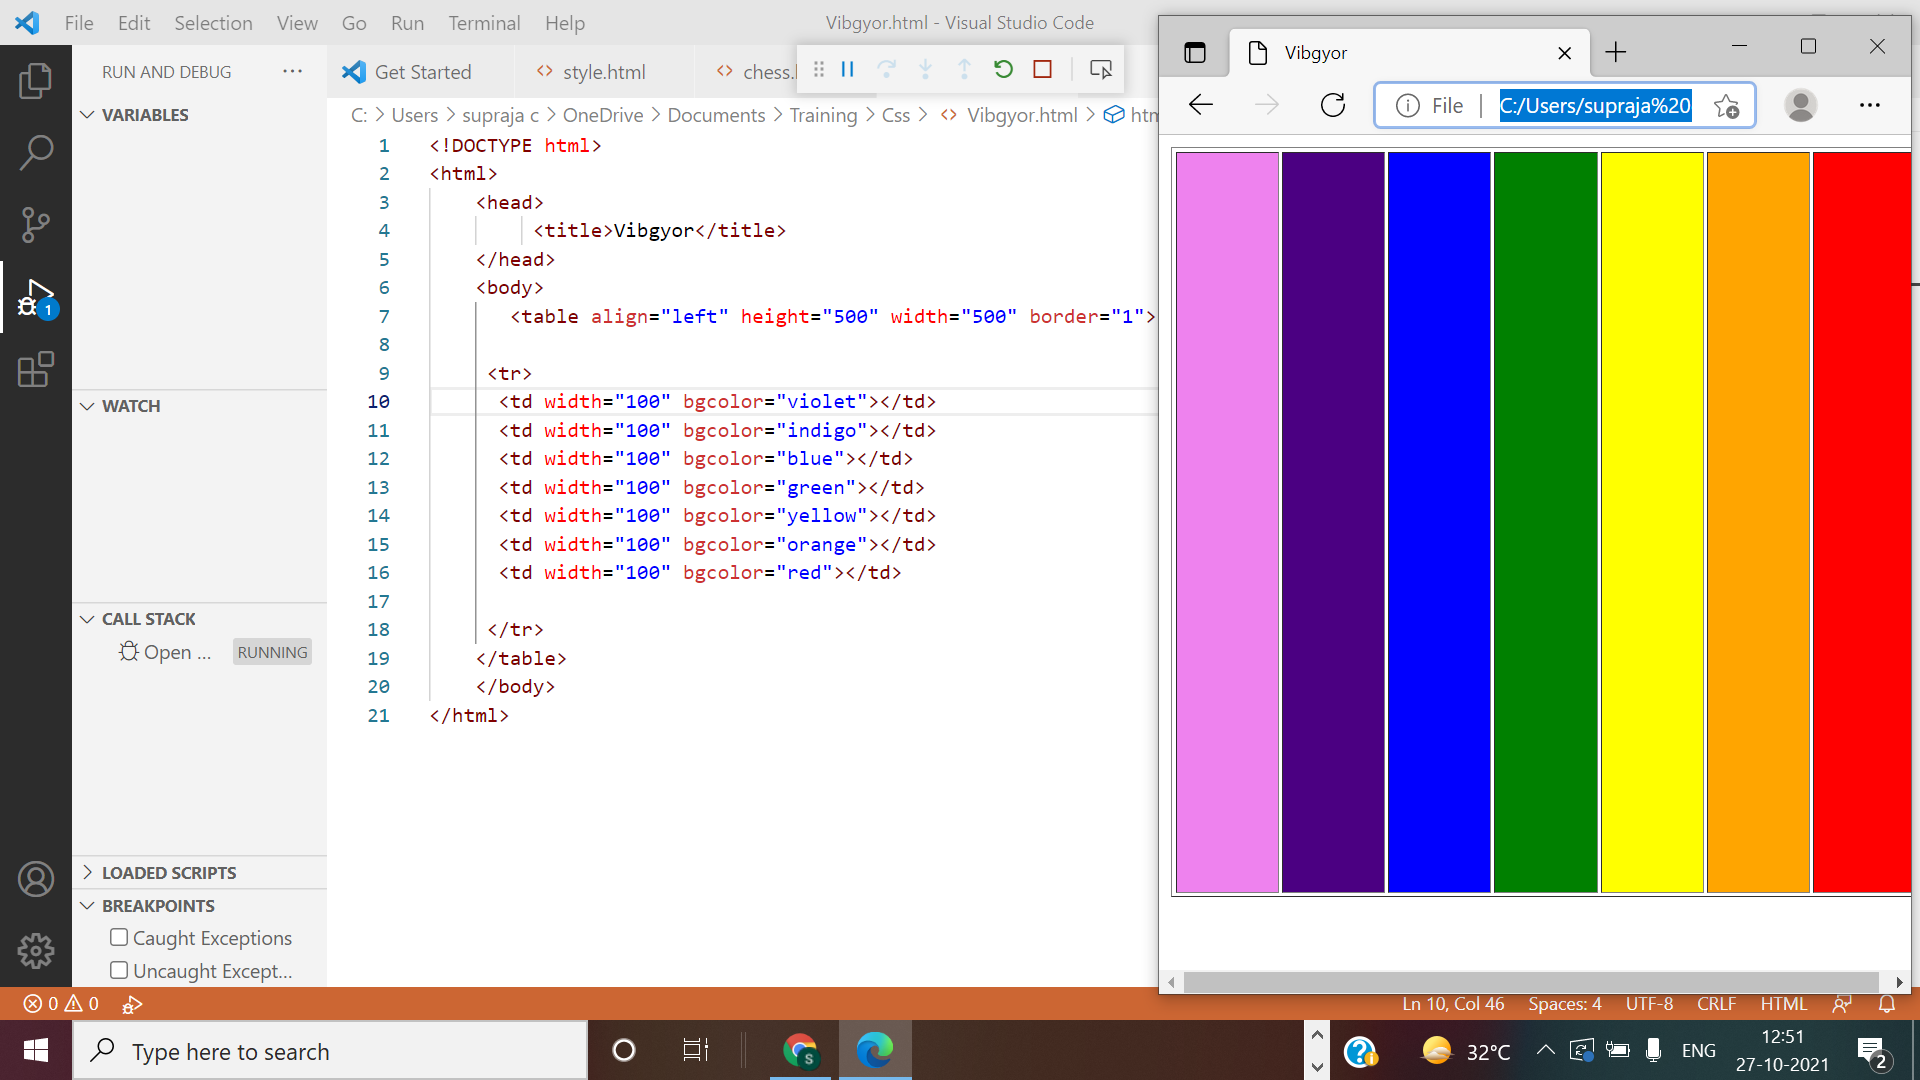 File Edit Selection View Go Run Terminal Help
Vibgyor.html - Visual Studio Code
RUN AND DEBUG
VARIABLES
WATCH
CALL STACK
Open ... RUNNING
LOADED SCRIPTS
BREAKPOINTS
Caught Exceptions
Uncaught Except...
Get Started
style.html
chess.
C: > Users > supraja c > OneDrive > Documents > Training > Css > <> Vibgyor.html >
1 <!DOCTYPE html>
2 <html>
3 <head>
4 <title>Vibgyor</title>
5 </head>
6 <body>
7 <table align="left" height="500" width="500" border="1">
8
9 <tr>
10 <td width="100" bgcolor="violet"></td>
11 <td width="100" bgcolor="indigo"></td>
12 <td width="100" bgcolor="blue"></td>
13 <td width="100" bgcolor="green"></td>
14 <td width="100" bgcolor="yellow"></td>
15 <td width="100" bgcolor="orange"></td>
16 <td width="100" bgcolor="red"></td>
17
18 </tr>
19 </table>
20 </body>
21 </html>
Vibgyor
File | C:/Users/supraja%20
1
0 0
Ln 10, Col 46 Spaces: 4 UTF-8 CRLF HTML
Type here to search
S
32°C
ENG
12:51
27-10-2021
2